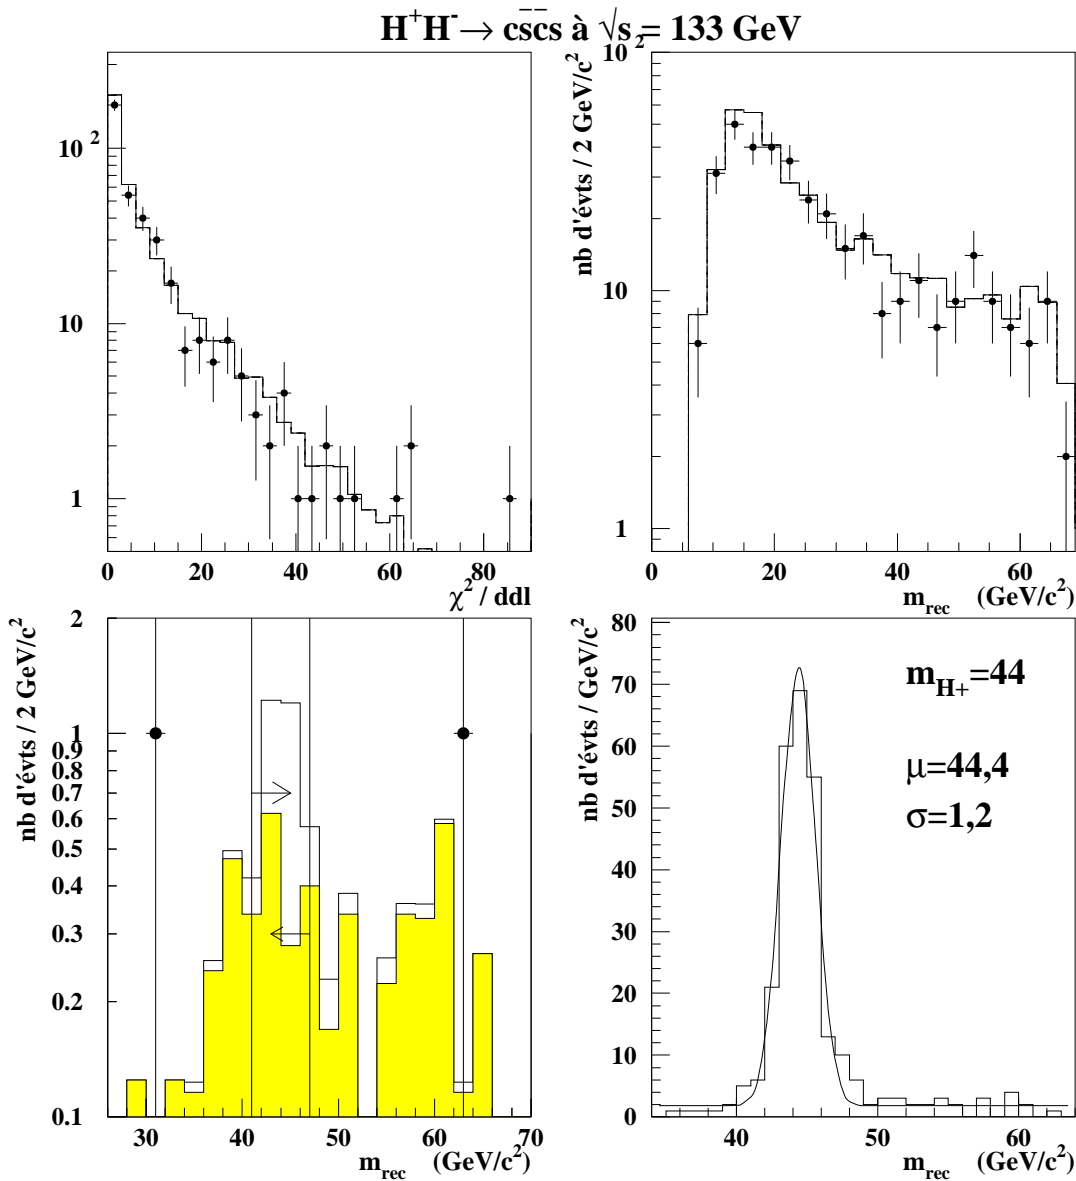 H⁺H⁻ → c̄s̄cs à √s = 133 GeV
10²
10
1
0 20 40 60 80
χ² / ddl
nb d'évts / 2 GeV/c²
10²
10
1
0 20 40 60
m_rec (GeV/c²)
nb d'évts / 2 GeV/c²
2
1
0.9
0.8
0.7
0.6
0.5
0.4
0.3
0.2
0.1
30 40 50 60 70
m_rec (GeV/c²)
nb d'évts / GeV/c²
80
70
60
50
40
30
20
10
0
40 50 60
m_rec (GeV/c²)
m_H+=44
μ=44,4
σ=1,2